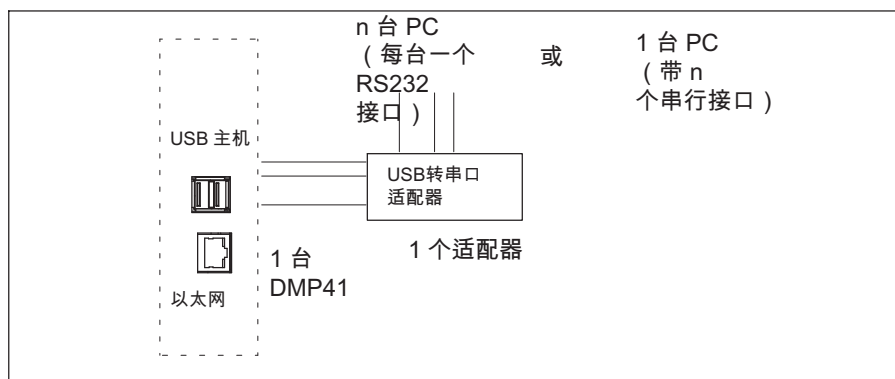 n 台 PC
（每台一个
RS232
接口）
或
1 台 PC
（带 n
个串行接口）
USB 主机
USB转串口
适配器
1 个适配器
1 台
DMP41
以太网